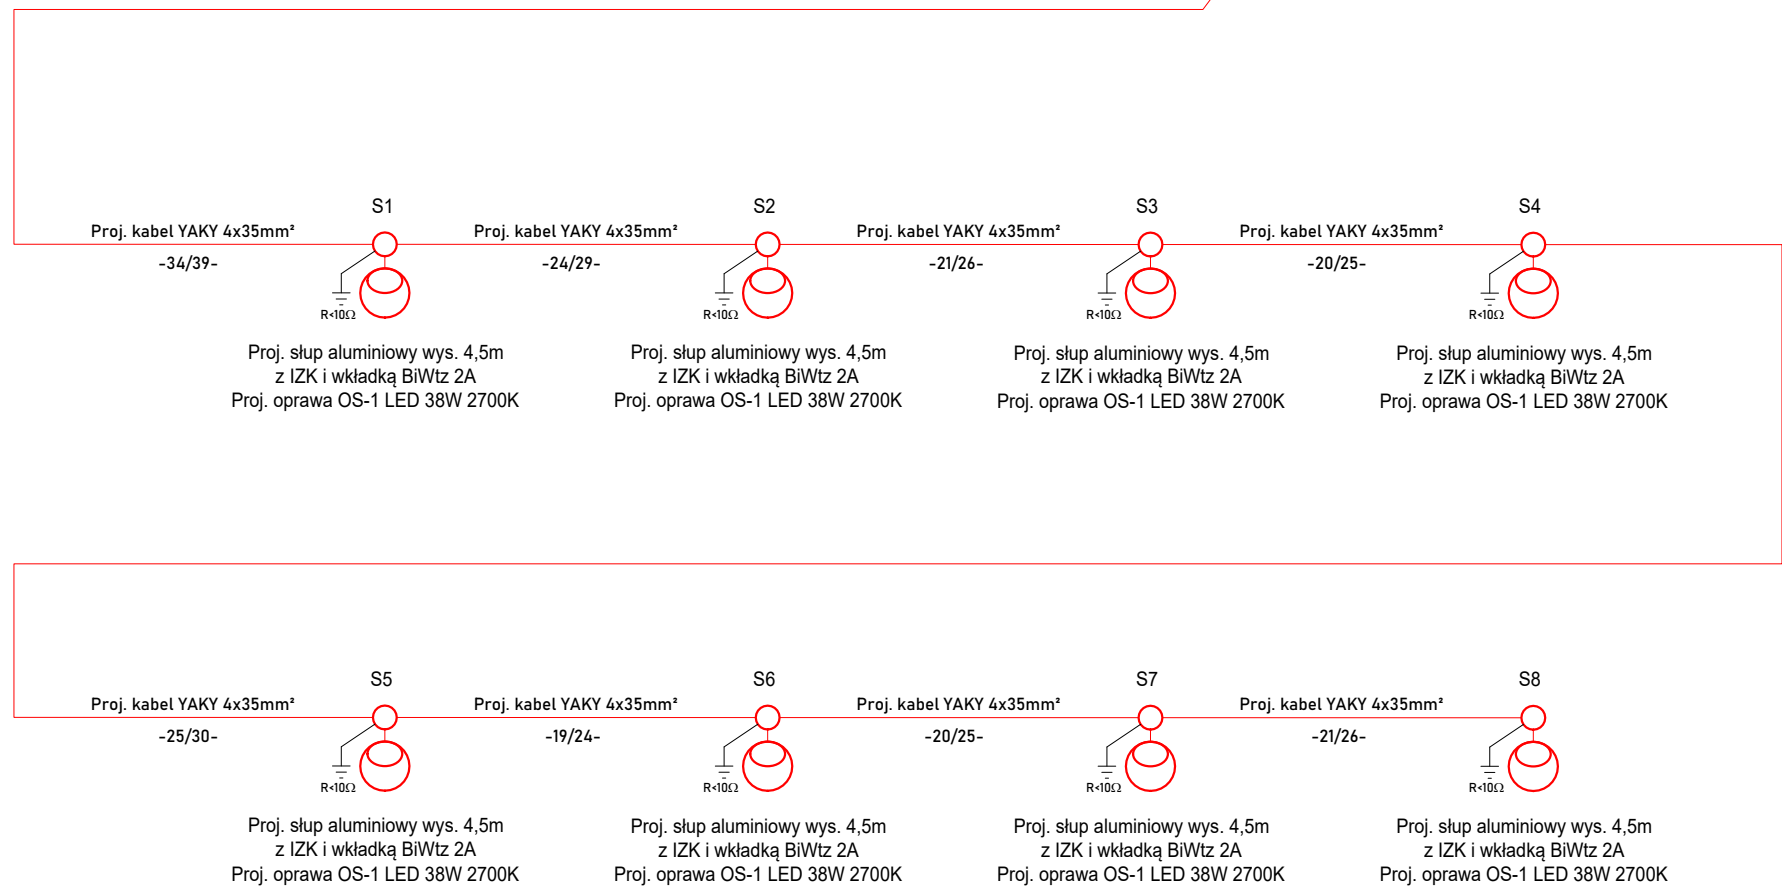 S1
S2
S3
S4
Proj. kabel YAKY 4x35mm²
Proj. kabel YAKY 4x35mm²
Proj. kabel YAKY 4x35mm²
Proj. kabel YAKY 4x35mm²
-34/39-
-24/29-
-21/26-
-20/25-
R<10Ω
R<10Ω
R<10Ω
R<10Ω
Proj. słup aluminiowy wys. 4,5m
z IZK i wkładką BiWtz 2A
Proj. oprawa OS-1 LED 38W 2700K
Proj. słup aluminiowy wys. 4,5m
z IZK i wkładką BiWtz 2A
Proj. oprawa OS-1 LED 38W 2700K
Proj. słup aluminiowy wys. 4,5m
z IZK i wkładką BiWtz 2A
Proj. oprawa OS-1 LED 38W 2700K
Proj. słup aluminiowy wys. 4,5m
z IZK i wkładką BiWtz 2A
Proj. oprawa OS-1 LED 38W 2700K
S5
S6
S7
S8
Proj. kabel YAKY 4x35mm²
Proj. kabel YAKY 4x35mm²
Proj. kabel YAKY 4x35mm²
Proj. kabel YAKY 4x35mm²
-25/30-
-19/24-
-20/25-
-21/26-
R<10Ω
R<10Ω
R<10Ω
R<10Ω
Proj. słup aluminiowy wys. 4,5m
z IZK i wkładką BiWtz 2A
Proj. oprawa OS-1 LED 38W 2700K
Proj. słup aluminiowy wys. 4,5m
z IZK i wkładką BiWtz 2A
Proj. oprawa OS-1 LED 38W 2700K
Proj. słup aluminiowy wys. 4,5m
z IZK i wkładką BiWtz 2A
Proj. oprawa OS-1 LED 38W 2700K
Proj. słup aluminiowy wys. 4,5m
z IZK i wkładką BiWtz 2A
Proj. oprawa OS-1 LED 38W 2700K